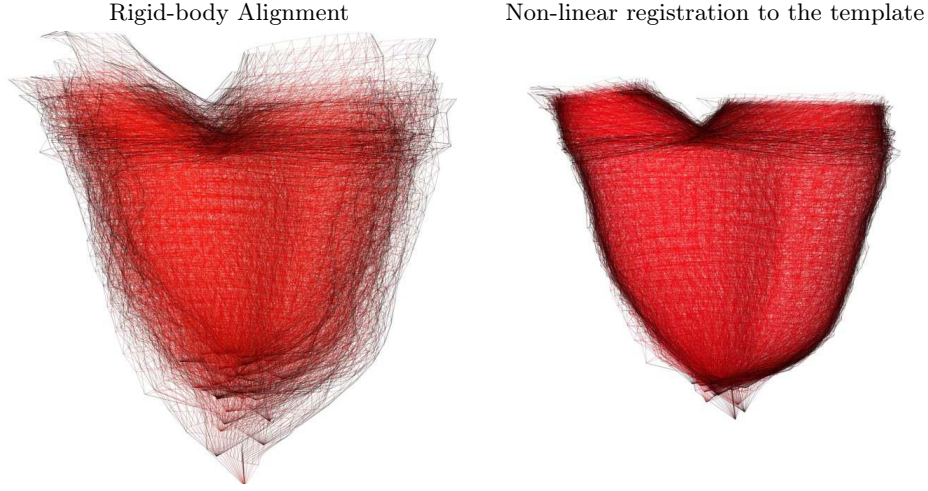 Rigid-body Alignment
Non-linear registration to the template